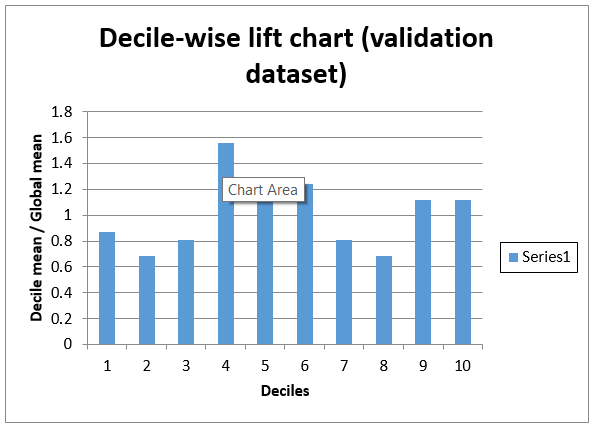 Decile-wise lift chart (validation
dataset)
Decile mean / Global mean
1.8
1.6
1.4
1.2
1
0.8
0.6
0.4
0.2
0
Chart Area
1 2 3 4 5 6 7 8 9 10
Deciles
Series1